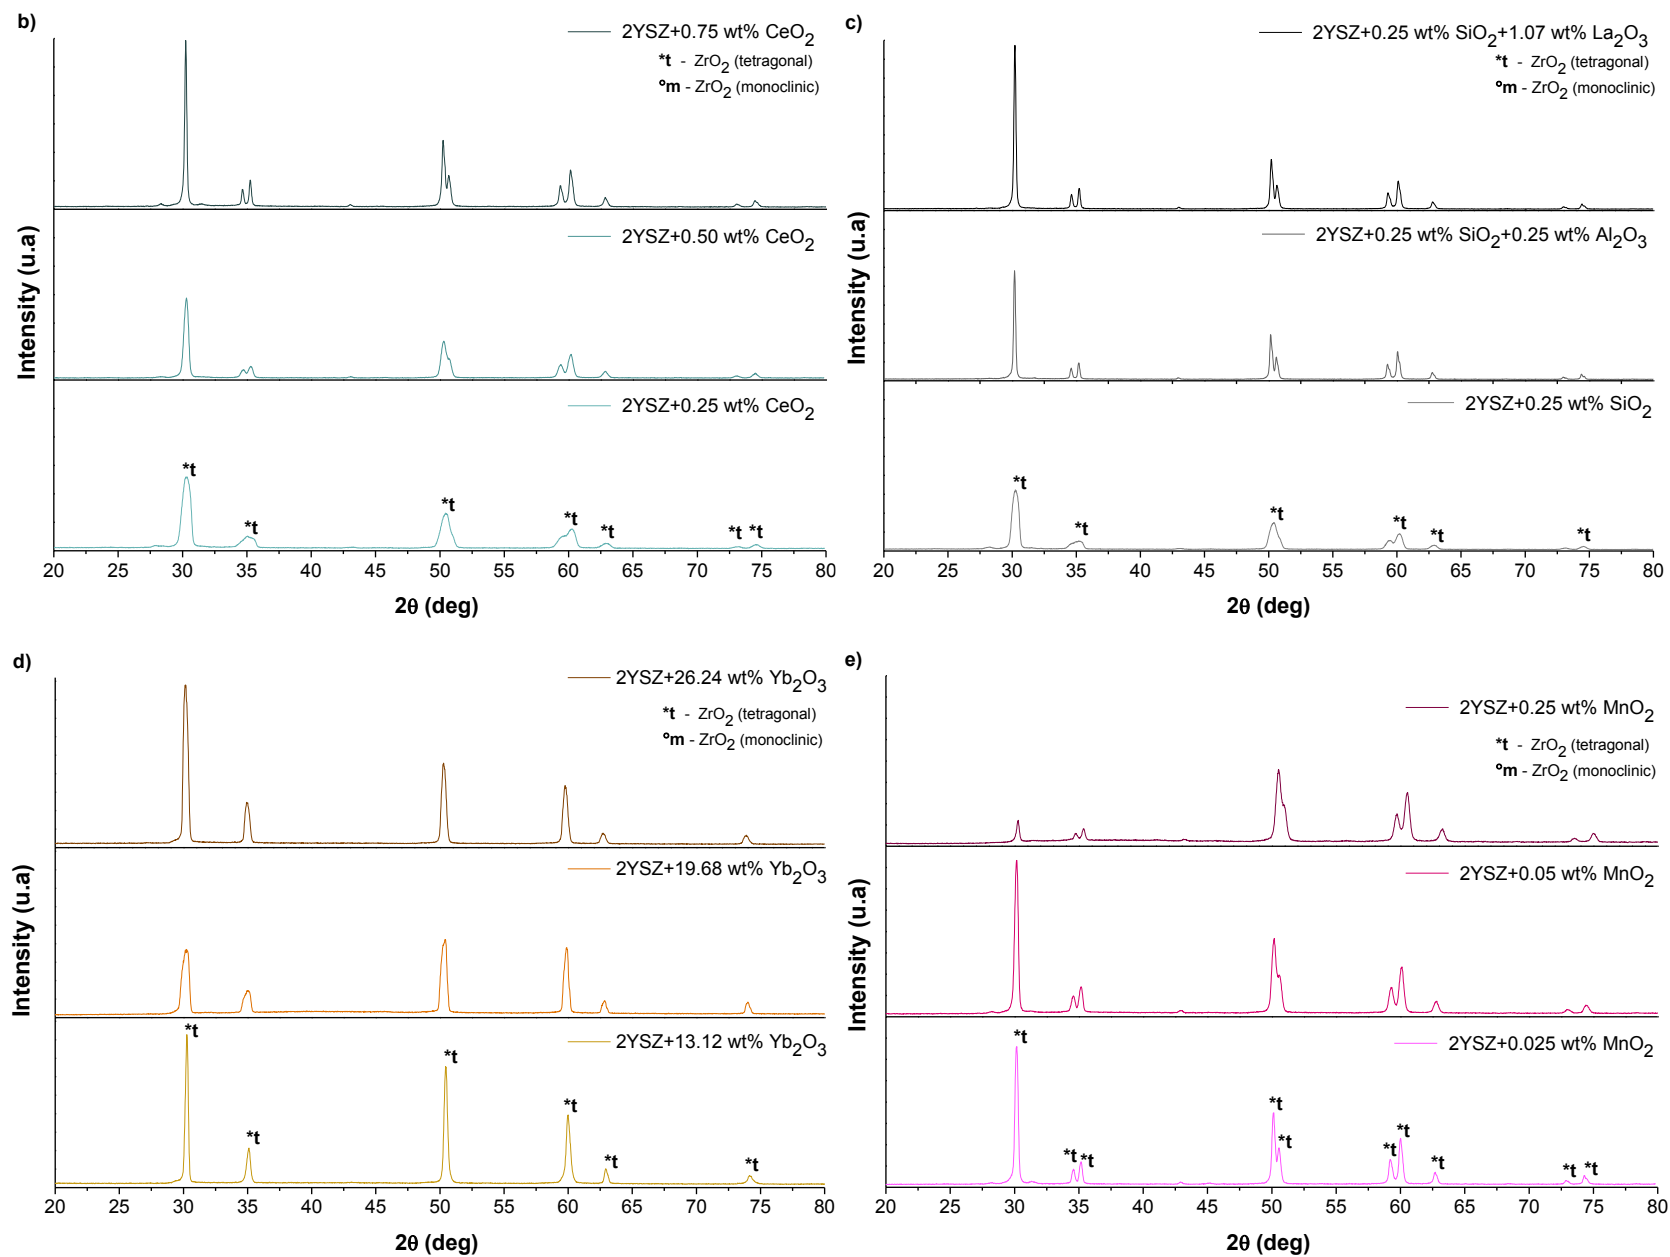 b)
2YSZ+0.75 wt% CeO2
*t - ZrO2 (tetragonal)
°m - ZrO2 (monoclinic)
2YSZ+0.50 wt% CeO2
2YSZ+0.25 wt% CeO2
*t
*t
*t
*t
*t
*t
*t
Intensity (u.a)
20 25 30 35 40 45 50 55 60 65 70 75 80
2θ (deg)
c)
2YSZ+0.25 wt% SiO2+1.07 wt% La2O3
*t - ZrO2 (tetragonal)
°m - ZrO2 (monoclinic)
2YSZ+0.25 wt% SiO2+0.25 wt% Al2O3
2YSZ+0.25 wt% SiO2
*t
*t
*t
*t
*t
*t
Intensity (u.a)
20 25 30 35 40 45 50 55 60 65 70 75 80
2θ (deg)
d)
2YSZ+26.24 wt% Yb2O3
*t - ZrO2 (tetragonal)
°m - ZrO2 (monoclinic)
2YSZ+19.68 wt% Yb2O3
2YSZ+13.12 wt% Yb2O3
*t
*t
*t
*t
*t
*t
Intensity (u.a)
20 25 30 35 40 45 50 55 60 65 70 75 80
2θ (deg)
e)
2YSZ+0.25 wt% MnO2
*t - ZrO2 (tetragonal)
°m - ZrO2 (monoclinic)
2YSZ+0.05 wt% MnO2
2YSZ+0.025 wt% MnO2
*t
*t
*t
*t
*t
*t
*t
*t
*t
*t
Intensity (u.a)
20 25 30 35 40 45 50 55 60 65 70 75 80
2θ (deg)